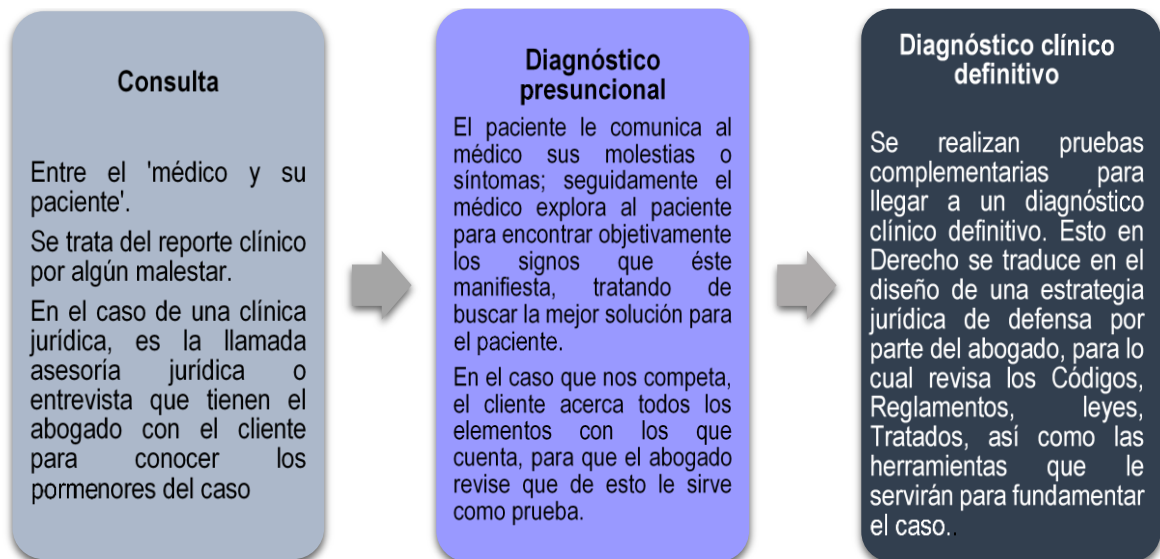 Consulta
Entre el 'médico y su
paciente'.
Se trata del reporte clínico
por algún malestar.
En el caso de una clínica
jurídica, es la llamada
asesoría jurídica o
entrevista que tienen el
abogado con el cliente
para conocer los
pormenores del caso
Diagnóstico
presuncional
El paciente le comunica al
médico sus molestias o
síntomas; seguidamente el
médico explora al paciente
para encontrar objetivamente
los signos que éste
manifiesta, tratando de
buscar la mejor solución para
el paciente.
En el caso que nos competa,
el cliente acerca todos los
elementos con los que
cuenta, para que el abogado
revise que de esto le sirve
como prueba.
Diagnóstico clínico
definitivo
Se realizan pruebas
complementarias para
llegar a un diagnóstico
clínico definitivo. Esto en
Derecho se traduce en el
diseño de una estrategia
jurídica de defensa por
parte del abogado, para lo
cual revisa los Códigos,
Reglamentos, leyes,
Tratados, así como las
herramientas que le
servirán para fundamentar
el caso..